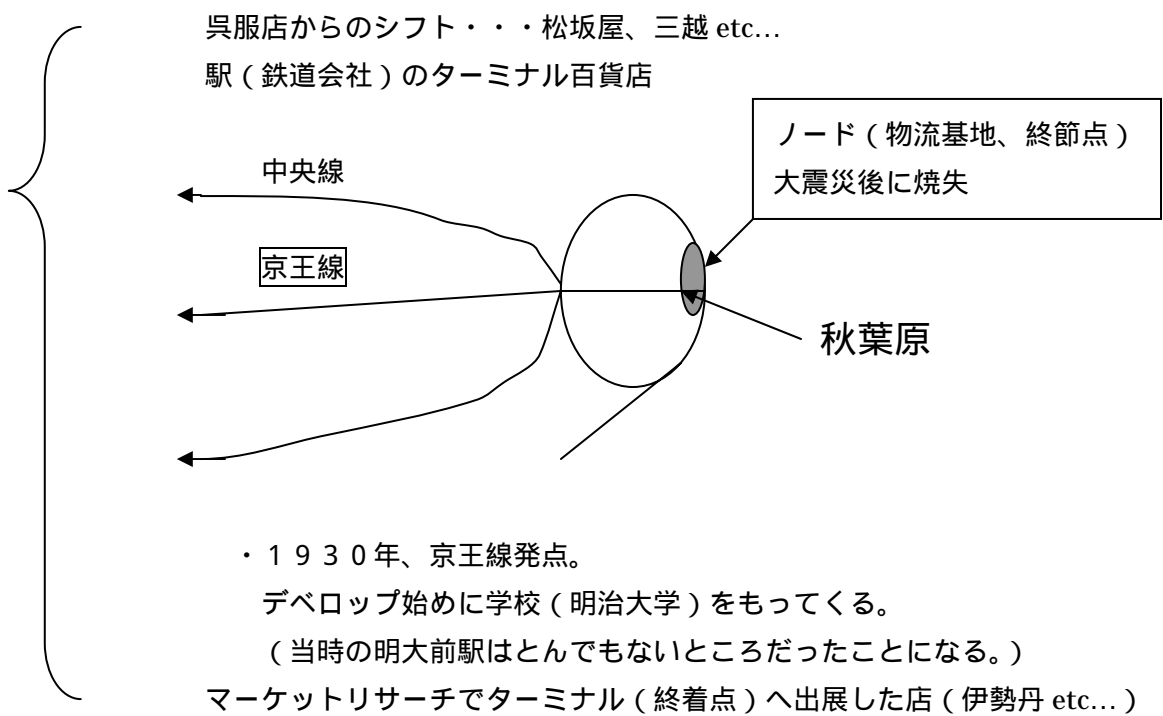 呉服店からのシフト・・・松坂屋、三越 etc…
駅（鉄道会社）のターミナル百貨店
ノード（物流基地、終節点）
大震災後に焼失
中央線
京王線
秋葉原
・１９３０年、京王線発点。
デベロップ始めに学校（明治大学）をもってくる。
（当時の明大前駅はとんでもないところだったことになる。）
マーケットリサーチでターミナル（終着点）へ出展した店（伊勢丹 etc…）